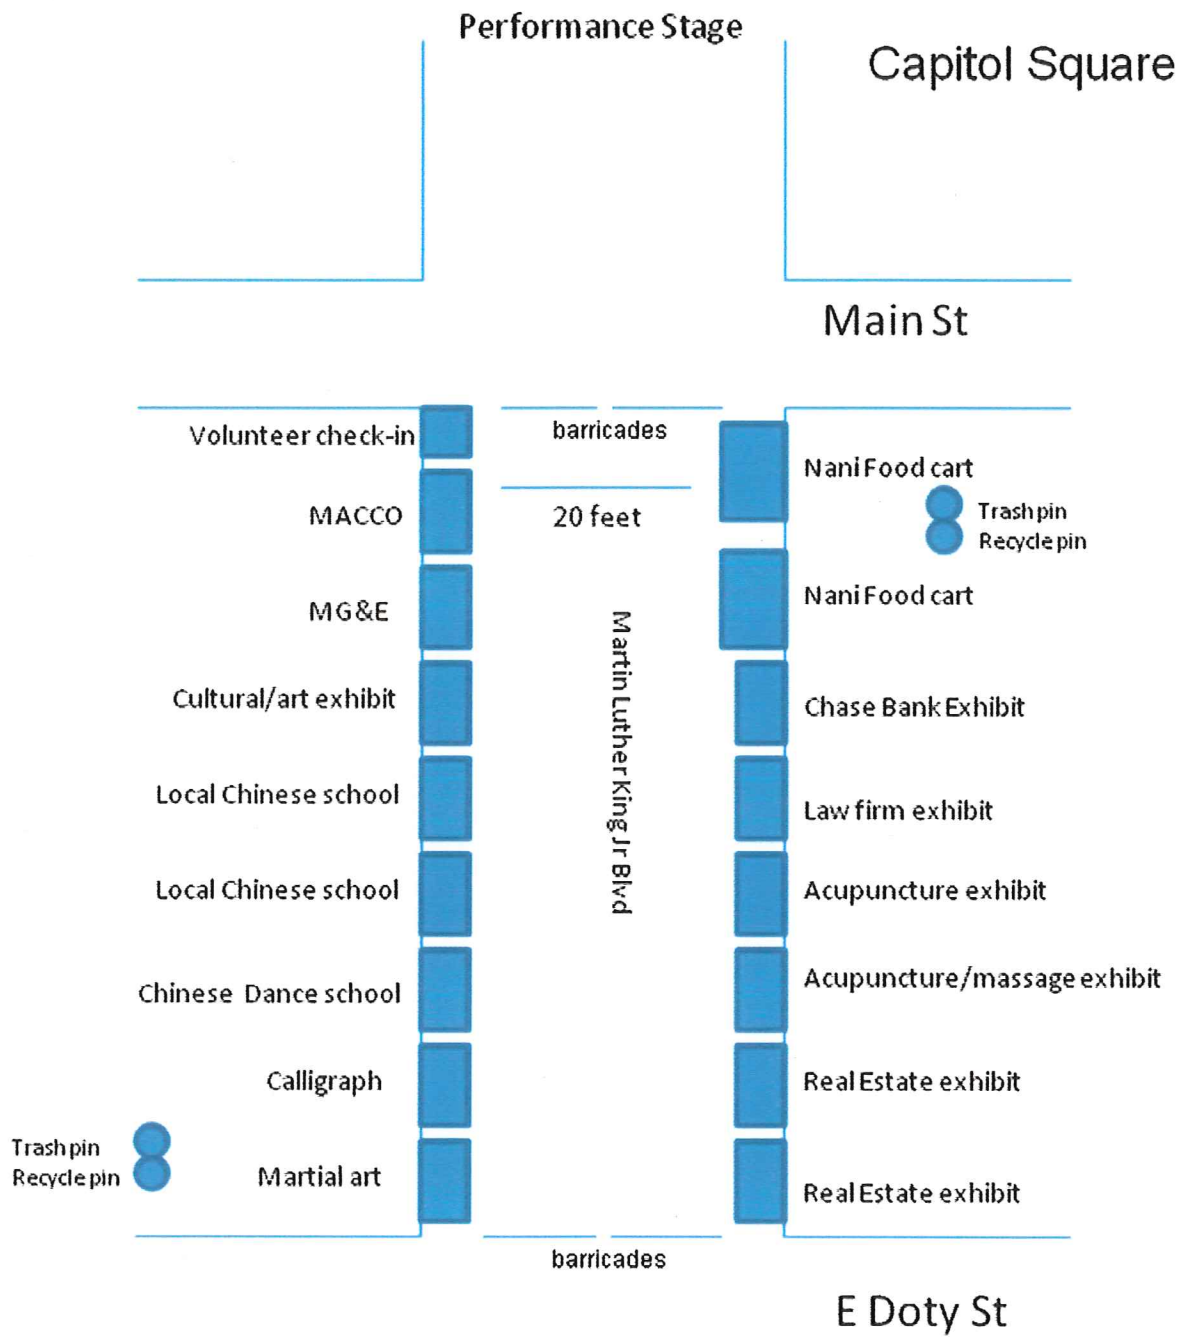 Performance Stage
Capitol Square
Main St
barricades
Volunteer check-in
Nani Food cart
MACCO
20 feet
Trash pin
Recycle pin
MG&E
Nani Food cart
Martin Luther King Jr Blvd
Cultural/art exhibit
Chase Bank Exhibit
Local Chinese school
Law firm exhibit
Local Chinese school
Acupuncture exhibit
Chinese Dance school
Acupuncture/massage exhibit
Calligraph
Real Estate exhibit
Trash pin
Recycle pin
Martial art
Real Estate exhibit
barricades
E Doty St